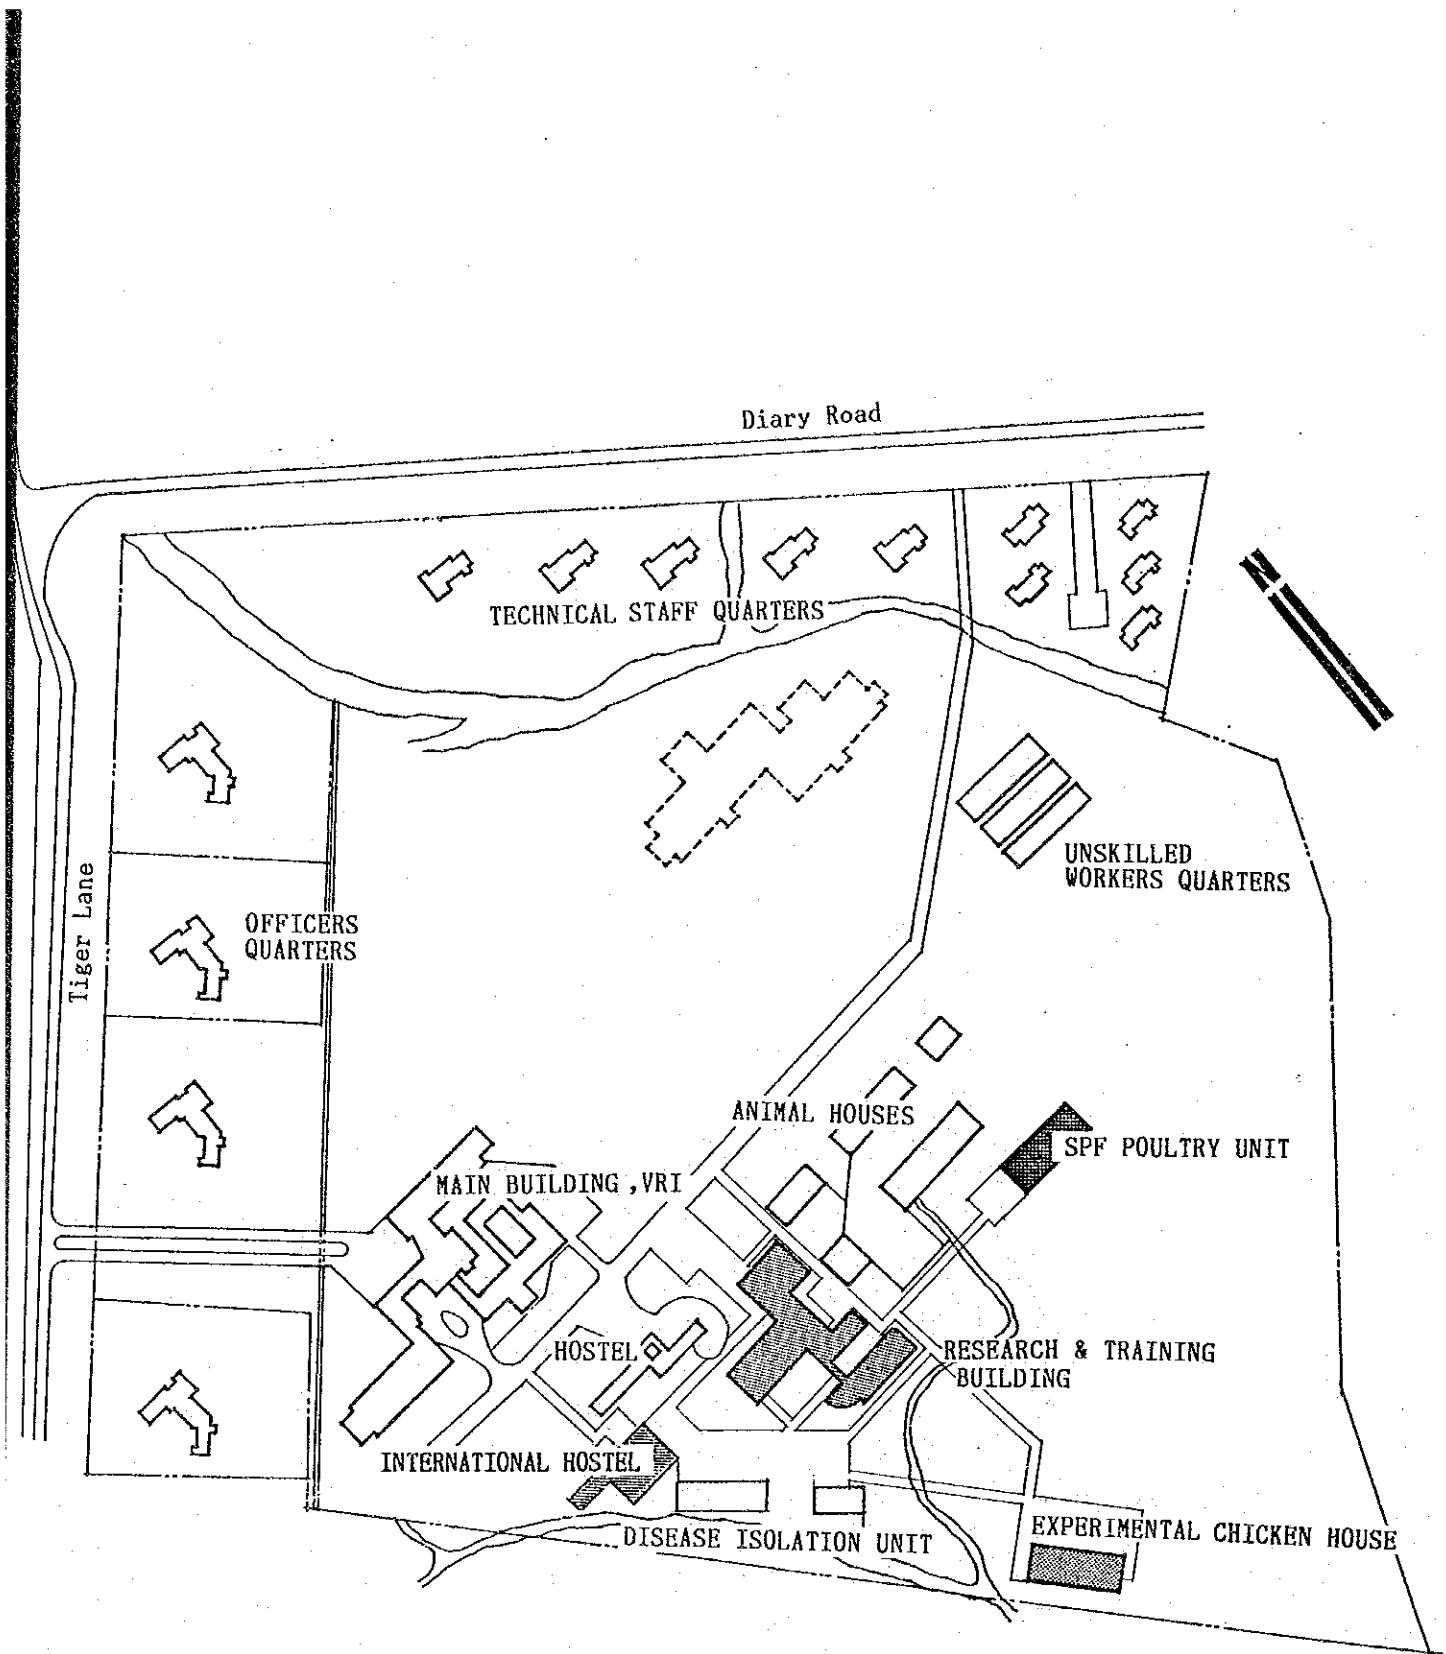 Diary Road
TECHNICAL STAFF QUARTERS
UNSKILLED
WORKERS QUARTERS
Tiger Lane
OFFICERS
QUARTERS
ANIMAL HOUSES
SPF POULTRY UNIT
MAIN BUILDING ,VRI
HOSTEL
RESEARCH & TRAINING
BUILDING
INTERNATIONAL HOSTEL
DISEASE ISOLATION UNIT
EXPERIMENTAL CHICKEN HOUSE